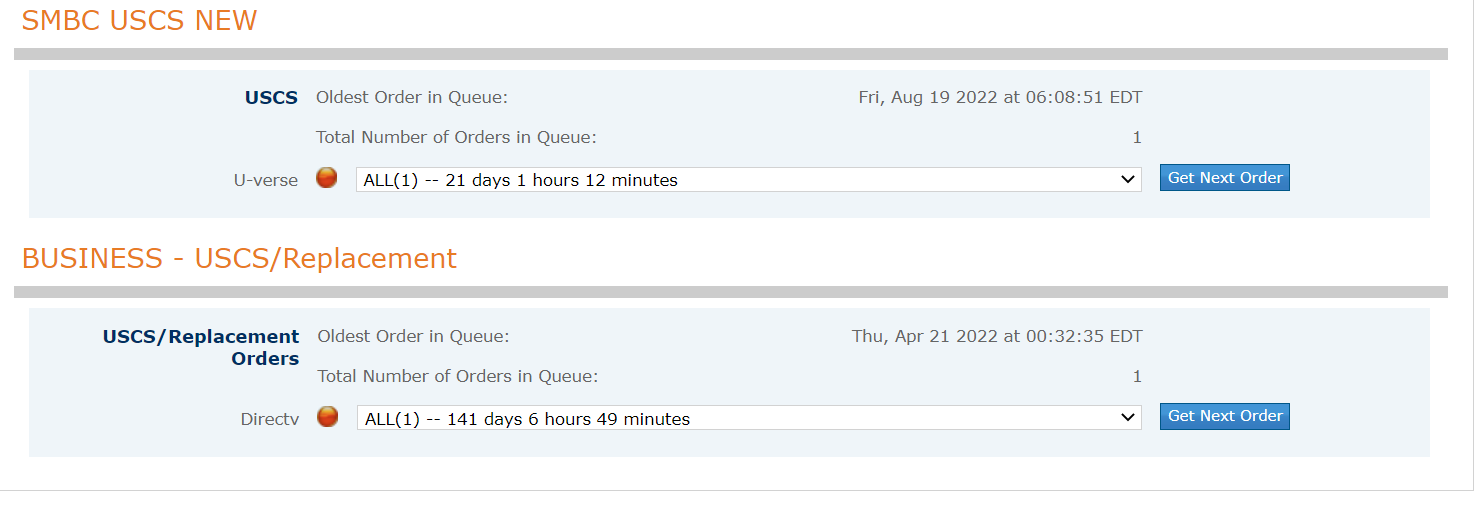 SMBC USCS NEW
USCS Oldest Order in Queue: Fri, Aug 19 2022 at 06:08:51 EDT
Total Number of Orders in Queue: 1
U-verse ALL(1) -- 21 days 1 hours 12 minutes Get Next Order
BUSINESS - USCS/Replacement
USCS/Replacement Orders Oldest Order in Queue: Thu, Apr 21 2022 at 00:32:35 EDT
Total Number of Orders in Queue: 1
Directv ALL(1) -- 141 days 6 hours 49 minutes Get Next Order